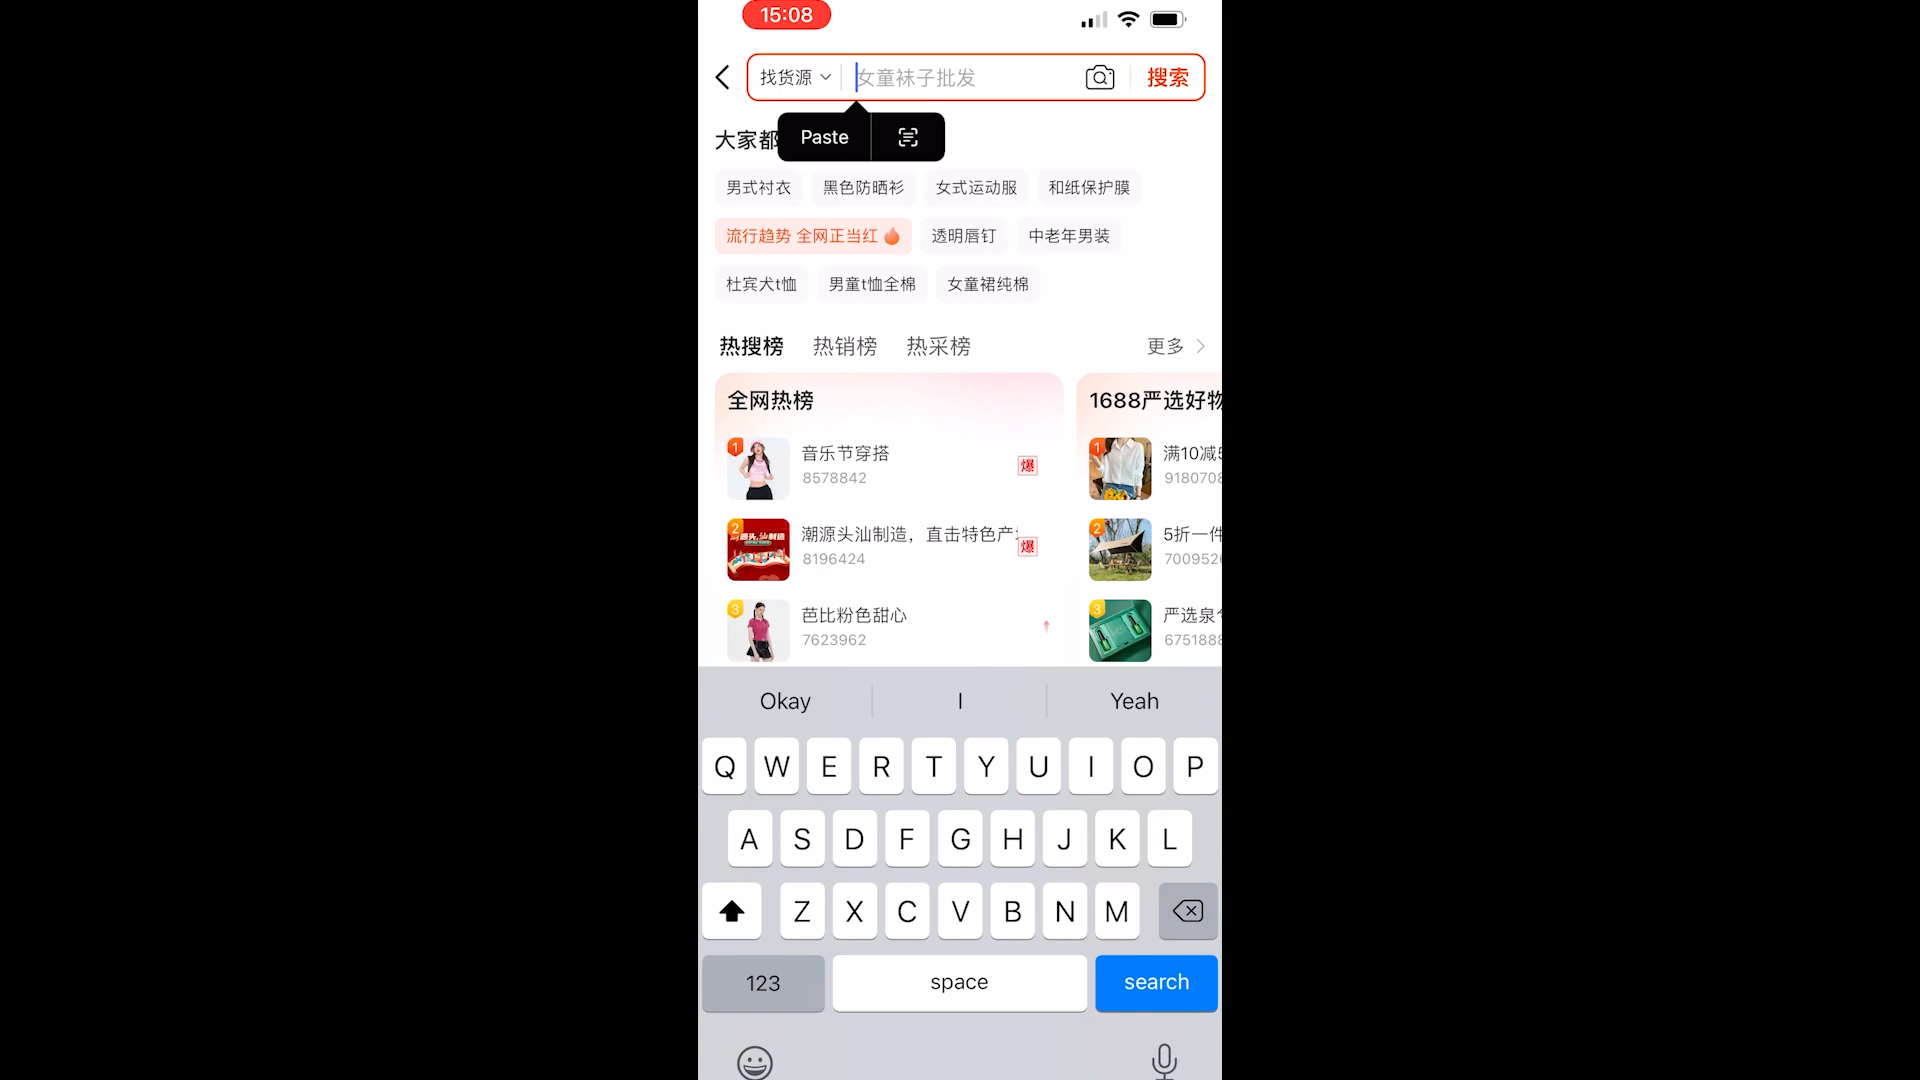 15:08
找货源 女童袜子批发 搜索
大家都
Paste
男式衬衣 黑色防晒衫 女式运动服 和纸保护膜
流行趋势 全网正当红 透明唇钉 中老年男装
杜宾犬t恤 男童t恤全棉 女童裙纯棉
热搜榜 热销榜 热采榜 更多
全网热榜
1
音乐节穿搭
8578842
爆
2
潮源头汕制造，直击特色产
8196424
爆
3
芭比粉色甜心
7623962
1688严选好物
1
满10减5
9180708
2
5折一件
7009526
3
严选泉
6751888
Okay I Yeah
Q W E R T Y U I O P
A S D F G H J K L
Z X C V B N M
123 space search